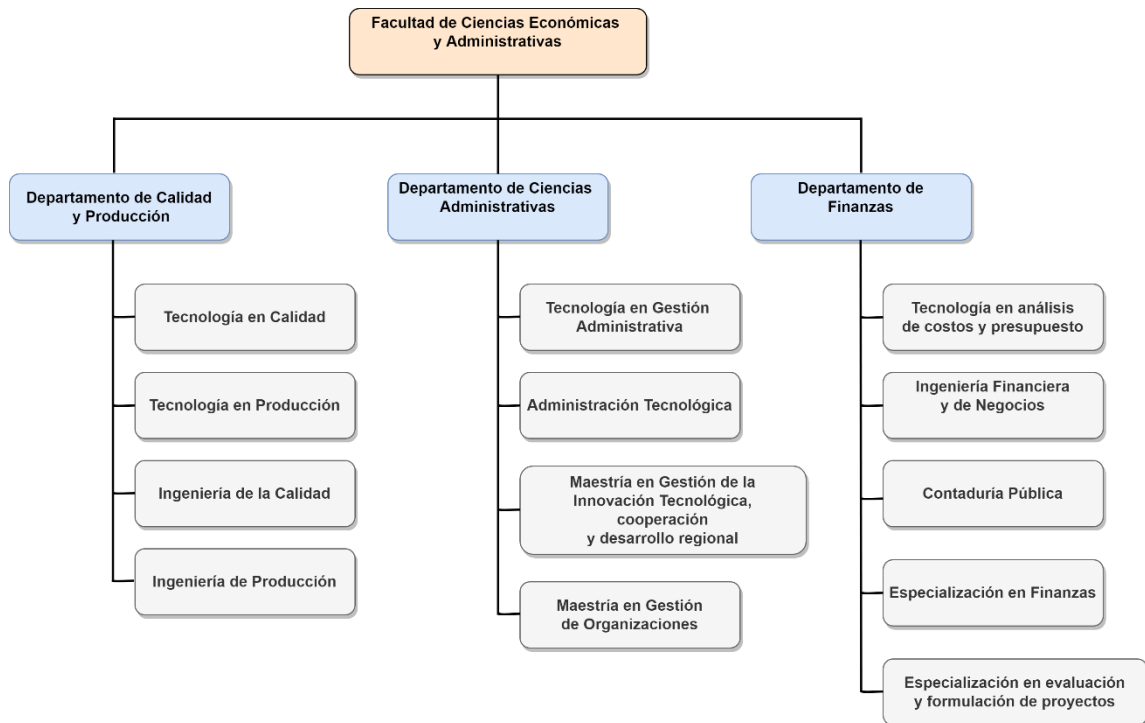 Facultad de Ciencias Económicas
y Administrativas
Departamento de Calidad
y Producción
Departamento de Ciencias
Administrativas
Departamento de
Finanzas
Tecnología en Calidad
Tecnología en Producción
Ingeniería de la Calidad
Ingeniería de Producción
Tecnología en Gestión
Administrativa
Administración Tecnológica
Maestría en Gestión de la
Innovación Tecnológica,
cooperación
y desarrollo regional
Maestría en Gestión
de Organizaciones
Tecnología en análisis
de costos y presupuesto
Ingeniería Financiera
y de Negocios
Contaduría Pública
Especialización en Finanzas
Especialización en evaluación
y formulación de proyectos